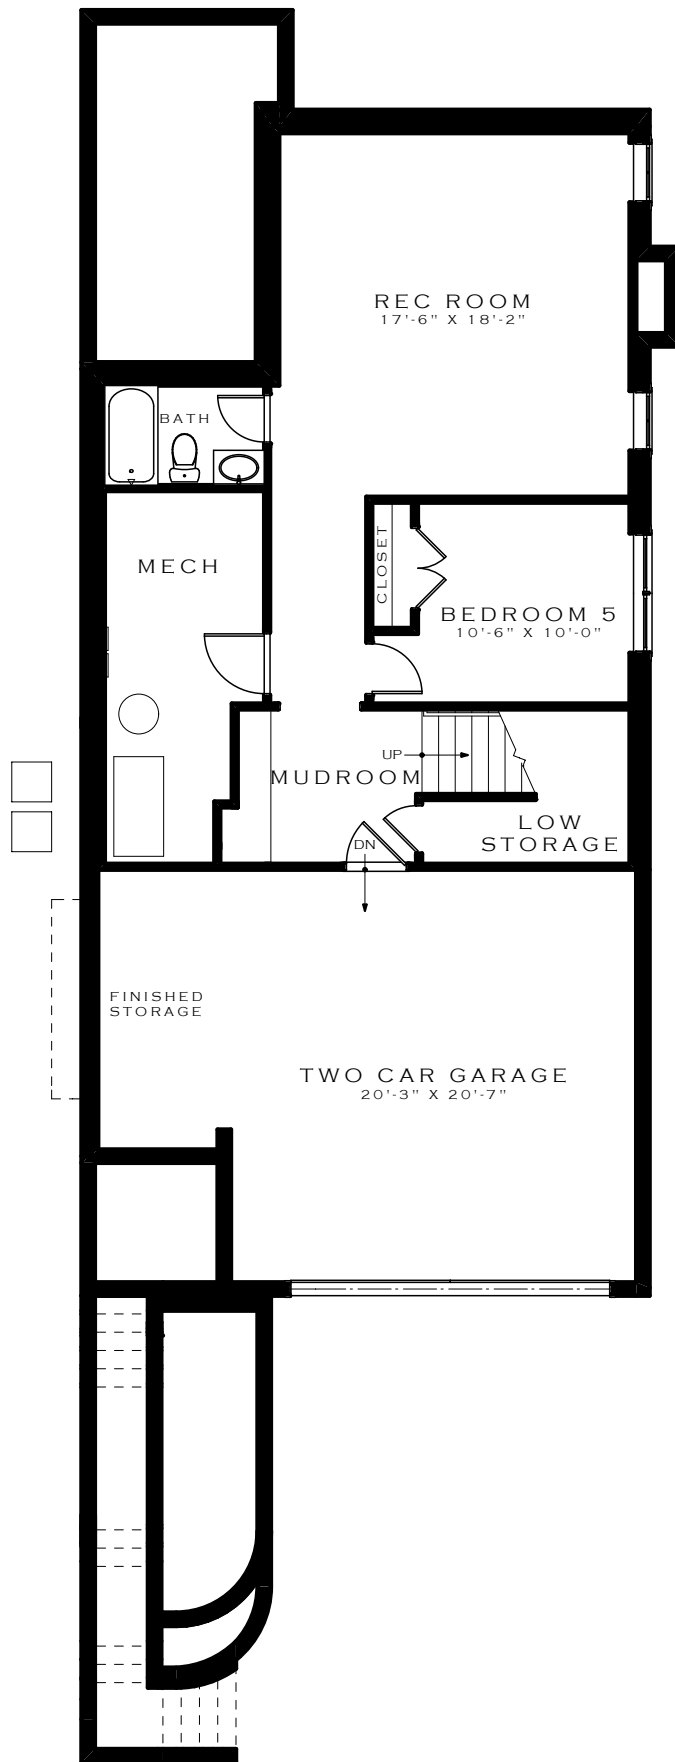 REC ROOM
17'-6" X 18'-2"
BATH
MECH
CLOSET
BEDROOM 5
10'-6" X 10'-0"
UP
MUDROOM
LOW
STORAGE
DN
FINISHED
STORAGE
TWO CAR GARAGE
20'-3" X 20'-7"